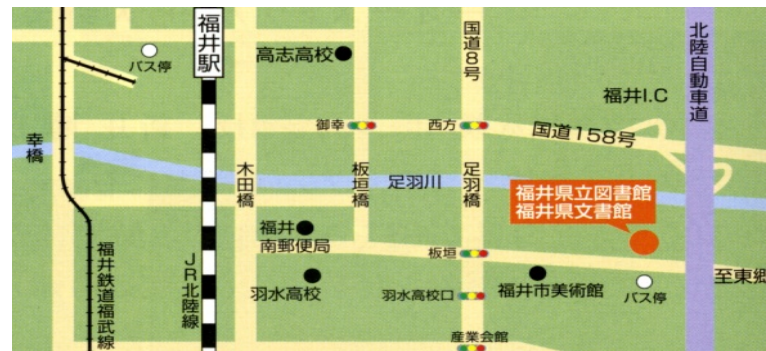 福井駅
バス停
高志高校
国道8号
北陸自動車道
福井I.C
国道158号
御幸
西方
幸橋
木田橋
板垣橋
足羽川
足羽橋
福井県立図書館
福井県文書館
福井
南郵便局
板垣
福井鉄道福武線
JR北陸線
羽水高校
羽水高校口
福井市美術館
バス停
至東郷
産業会館